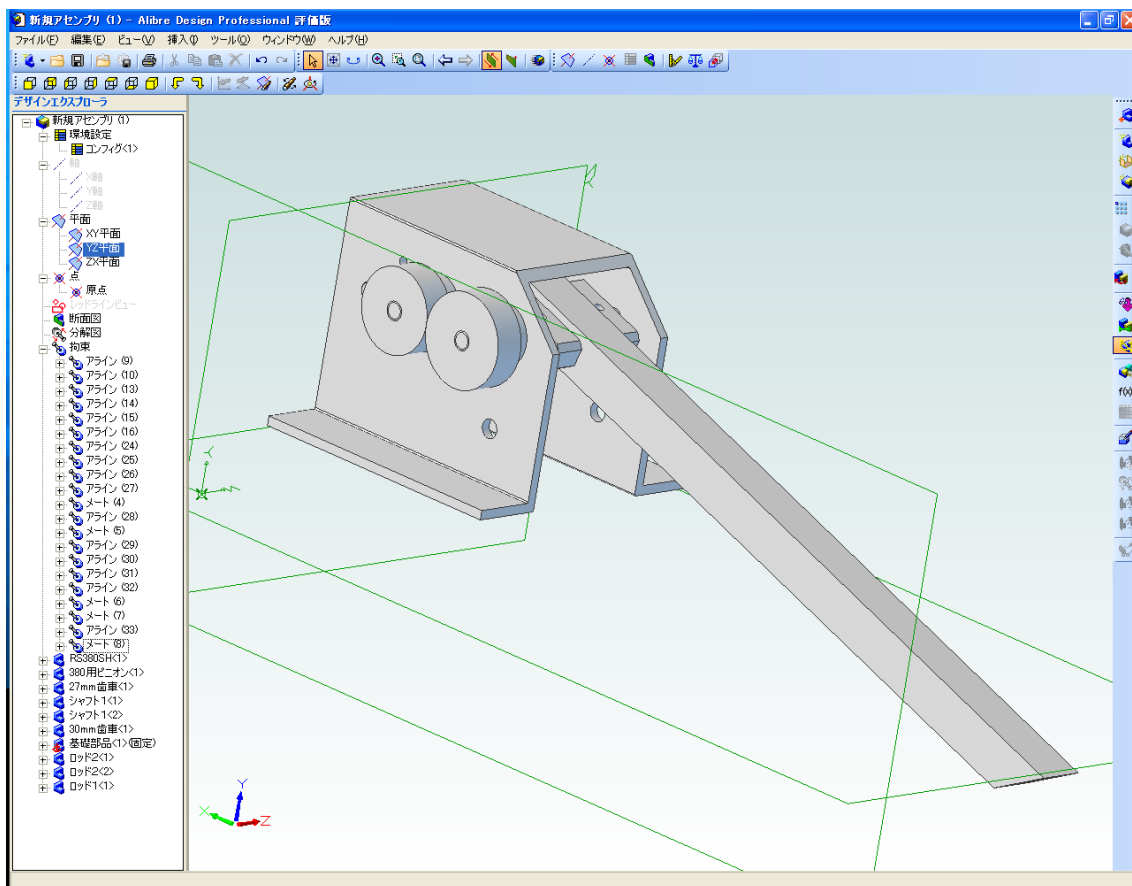 新規アセンブリ (1) - Alibre Design Professional 評価版
ファイル(F) 編集(E) ビュー(V) 挿入(I) ツール(O) ウィンドウ(W) ヘルプ(H)
デザインエクスプローラ
新規アセンブリ (1)
環境設定
コンフィグ<1>
軸
X軸
Y軸
Z軸
平面
XY平面
YZ平面
ZX平面
点
原点
レッドラインビュー
断面図
分解図
拘束
アライン (9)
アライン (10)
アライン (13)
アライン (14)
アライン (15)
アライン (16)
アライン (24)
アライン (25)
アライン (26)
アライン (27)
メート (4)
アライン (28)
メート (5)
アライン (29)
アライン (30)
アライン (31)
アライン (32)
メート (6)
メート (7)
アライン (33)
メート (8)
RS380SH<1>
380用ピニオン<1>
27mm歯車<1>
シャフト1<1>
シャフト1<2>
30mm歯車<1>
基礎部品<1>(固定)
ロッド2<1>
ロッド2<2>
ロッド1<1>
f(x)
Y
X
Z